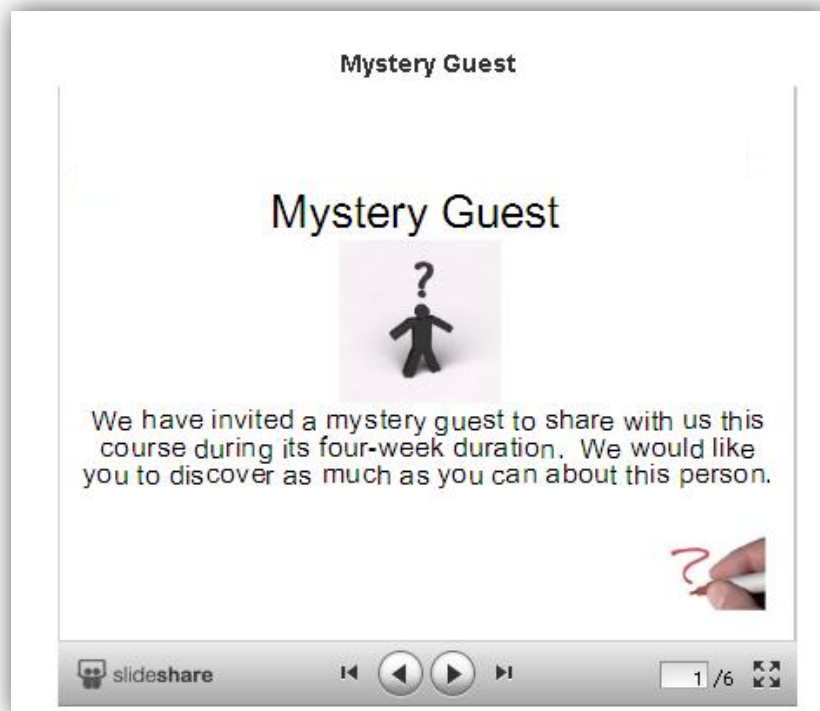 Mystery Guest
Mystery Guest
?
We have invited a mystery guest to share with us this
course during its four-week duration. We would like
you to discover as much as you can about this person.
?
slideshare
1 /6